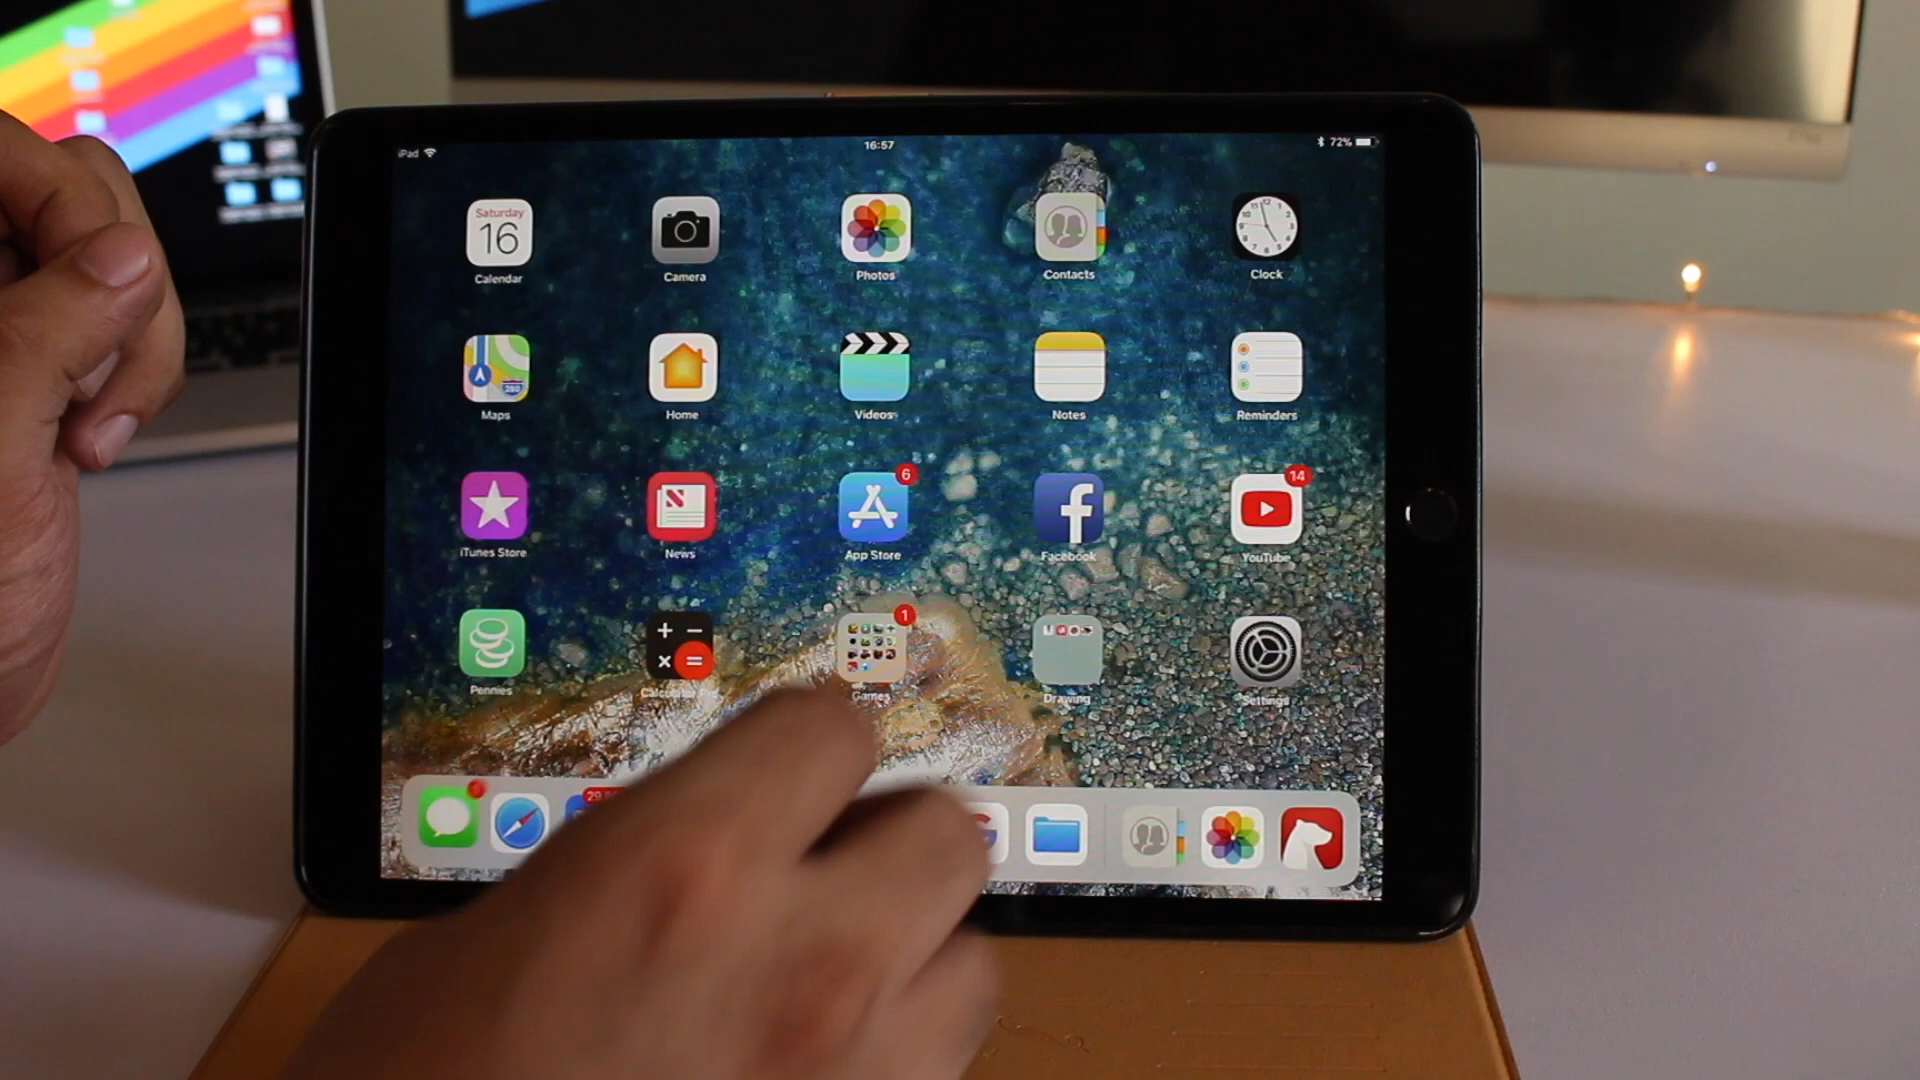 iPad
16:57
72%
Saturday
16
Calendar
Camera
Photos
Contacts
Clock
Maps
Home
Videos
Notes
Reminders
6
14
iTunes Store
News
App Store
Facebook
YouTube
1
Pennies
Calculator
Games
Drawing
Settings